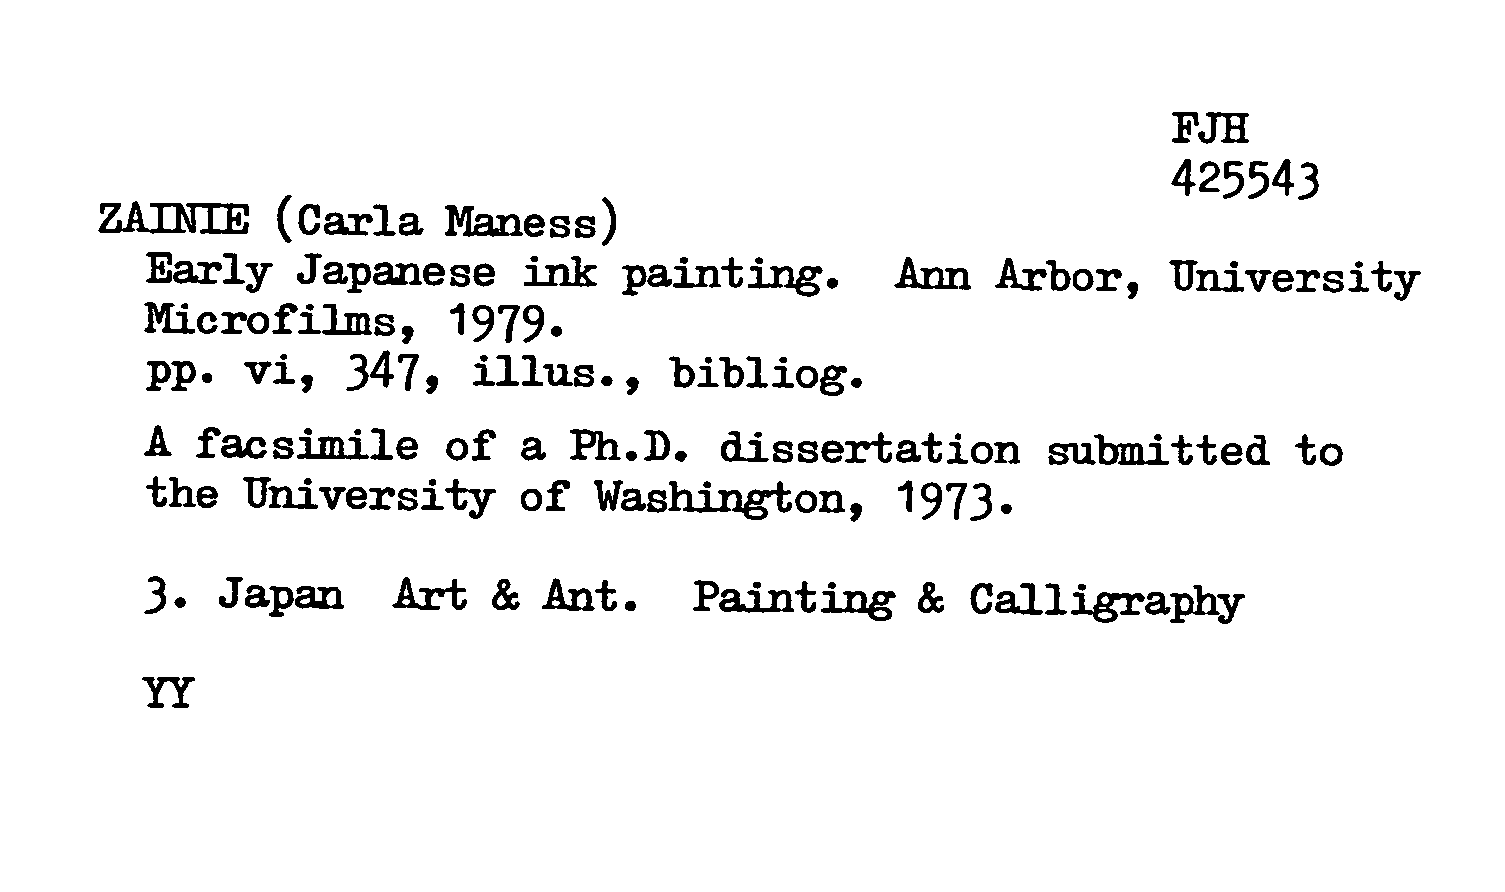 FJH
425543
ZAINIE (Carla Maness)
Early Japanese ink painting. Ann Arbor, University
Microfilms, 1979.
pp. vi, 347, illus., bibliog.
A facsimile of a Ph.D. dissertation submitted to
the University of Washington, 1973.
3. Japan Art & Ant. Painting & Calligraphy
YY